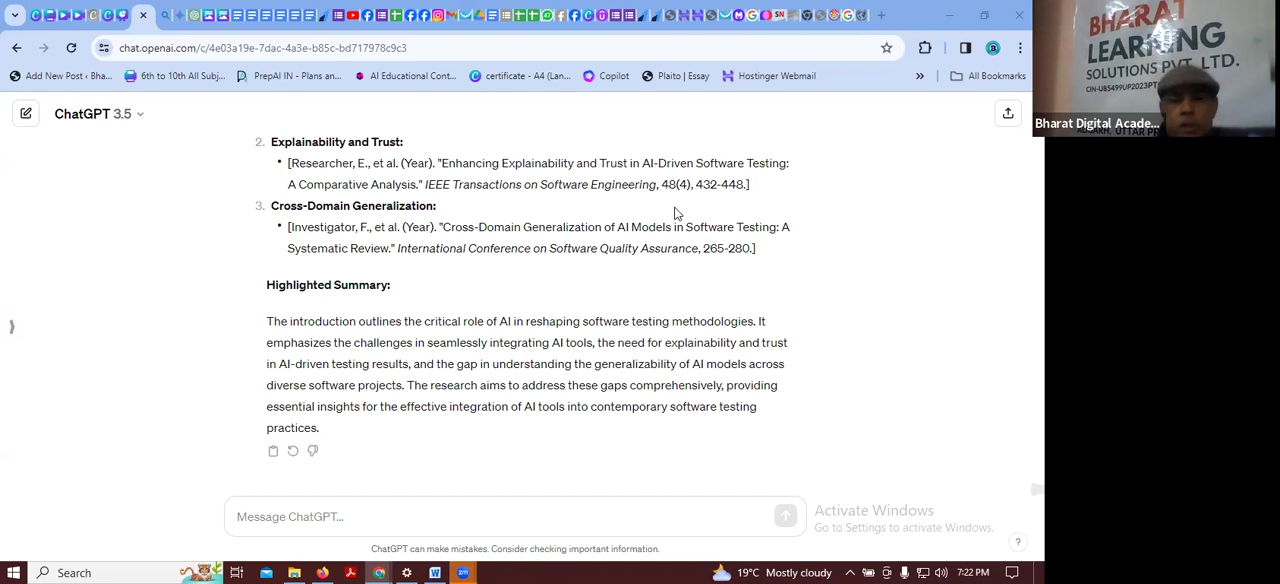 chat.openai.com/c/4e03a19e-7dac-4a3e-b85c-bd717978c9c3
Add New Post ‹ Bha...
6th to 10th All Subj...
PrepAI IN - Plans an...
AI Educational Cont...
certificate - A4 (Lan...
Copilot
Plaito | Essay
Hostinger Webmail
»
All Bookmarks
ChatGPT 3.5
2. Explainability and Trust:
• [Researcher, E., et al. (Year). "Enhancing Explainability and Trust in AI-Driven Software Testing:
A Comparative Analysis." IEEE Transactions on Software Engineering, 48(4), 432-448.]
3. Cross-Domain Generalization:
• [Investigator, F., et al. (Year). "Cross-Domain Generalization of AI Models in Software Testing: A
Systematic Review." International Conference on Software Quality Assurance, 265-280.]
Highlighted Summary:
The introduction outlines the critical role of AI in reshaping software testing methodologies. It
emphasizes the challenges in seamlessly integrating AI tools, the need for explainability and trust
in AI-driven testing results, and the gap in understanding the generalizability of AI models across
diverse software projects. The research aims to address these gaps comprehensively, providing
essential insights for the effective integration of AI tools into contemporary software testing
practices.
Message ChatGPT...
ChatGPT can make mistakes. Consider checking important information.
?
Activate Windows
Go to Settings to activate Windows.
Search
19°C Mostly cloudy
7:22 PM
BHARAT
LEARNING
SOLUTIONS PVT. LTD.
Bharat Digital Acade...